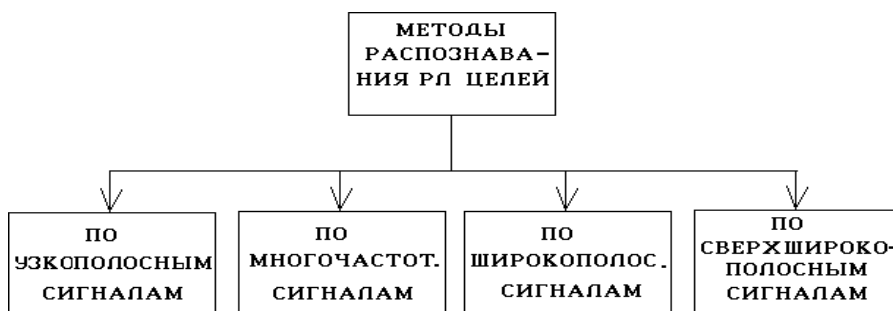 МЕТОДЫ
РАСПОЗНАВА-
НИЯ РЛ ЦЕЛЕЙ
ПО
УЗКОПОЛОСНЫМ
СИГНАЛАМ
ПО
МНОГОЧАСТОТ.
СИГНАЛАМ
ПО
ШИРОКОПОЛОС.
СИГНАЛАМ
ПО
СВЕРХШИРОКО-
ПОЛОСНЫМ
СИГНАЛАМ